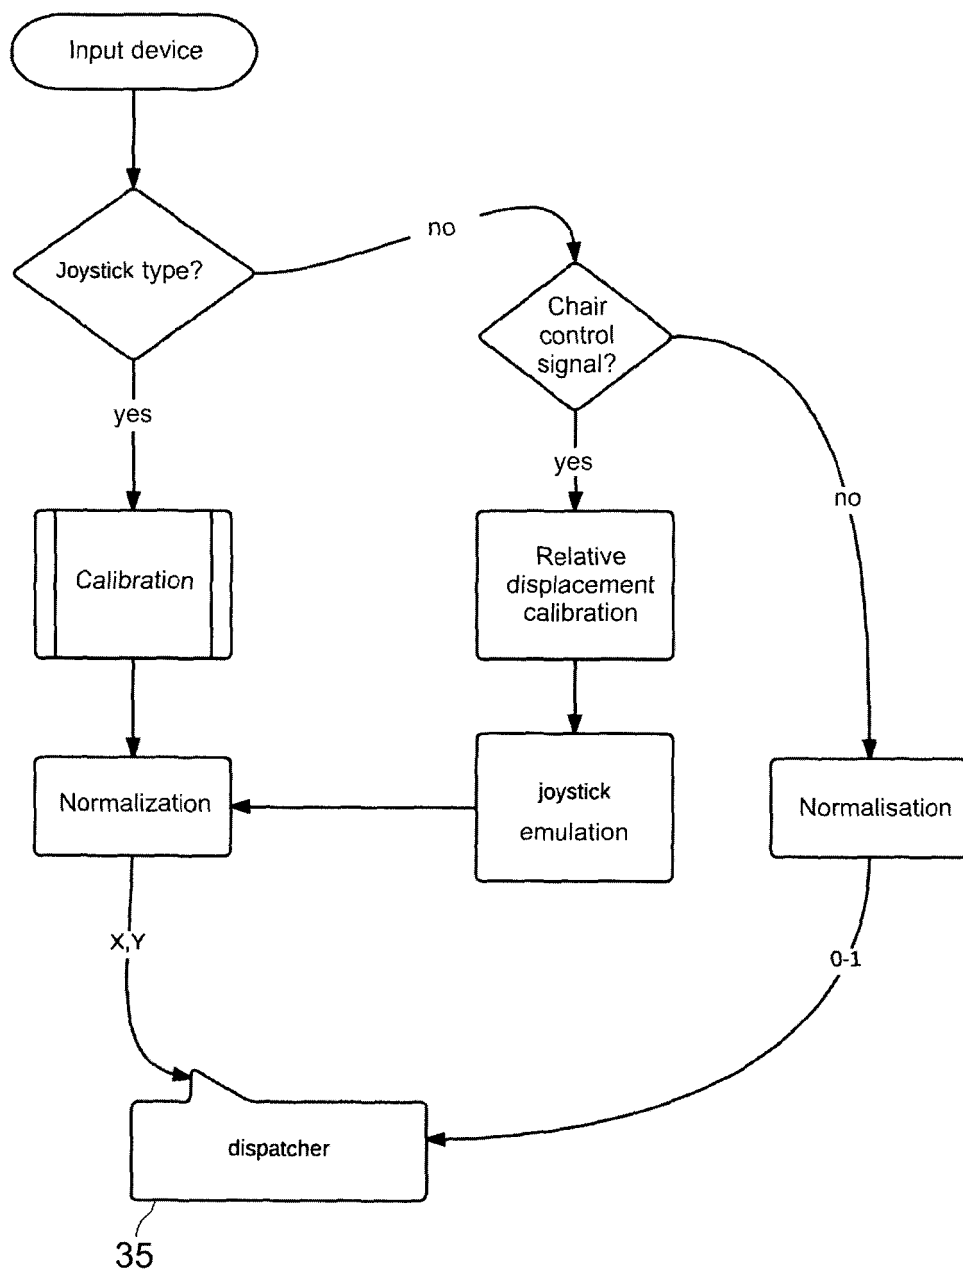 Input device
Joystick type?
no
Chair
control
signal?
yes
yes
no
Calibration
Relative
displacement
calibration
Normalization
joystick
emulation
Normalisation
X,Y
0-1
dispatcher
35